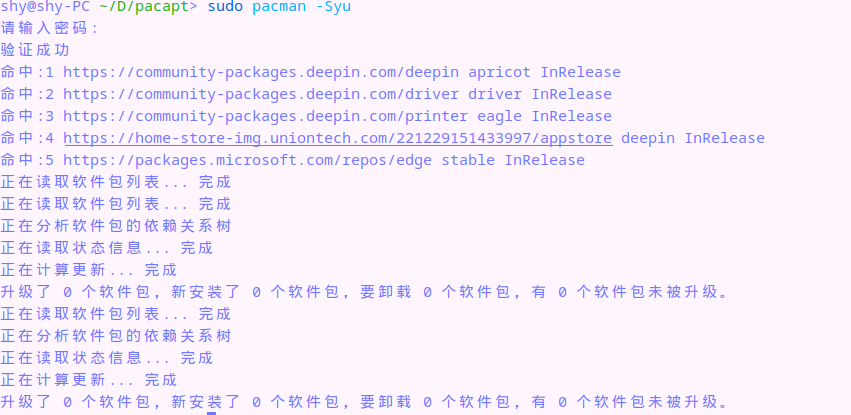 shy@shy-PC ~/D/pacapt> sudo pacman -Syu
请输入密码:
验证成功
命中:1 https://community-packages.deepin.com/deepin apricot InRelease
命中:2 https://community-packages.deepin.com/driver driver InRelease
命中:3 https://community-packages.deepin.com/printer eagle InRelease
命中:4 https://home-store-img.uniontech.com/221229151433997/appstore deepin InRelease
命中:5 https://packages.microsoft.com/repos/edge stable InRelease
正在读取软件包列表... 完成
正在读取软件包列表... 完成
正在分析软件包的依赖关系树
正在读取状态信息... 完成
正在计算更新... 完成
升级了 0 个软件包，新安装了 0 个软件包，要卸载 0 个软件包，有 0 个软件包未被升级。
正在读取软件包列表... 完成
正在分析软件包的依赖关系树
正在读取状态信息... 完成
正在计算更新... 完成
升级了 0 个软件包，新安装了 0 个软件包，要卸载 0 个软件包，有 0 个软件包未被升级。